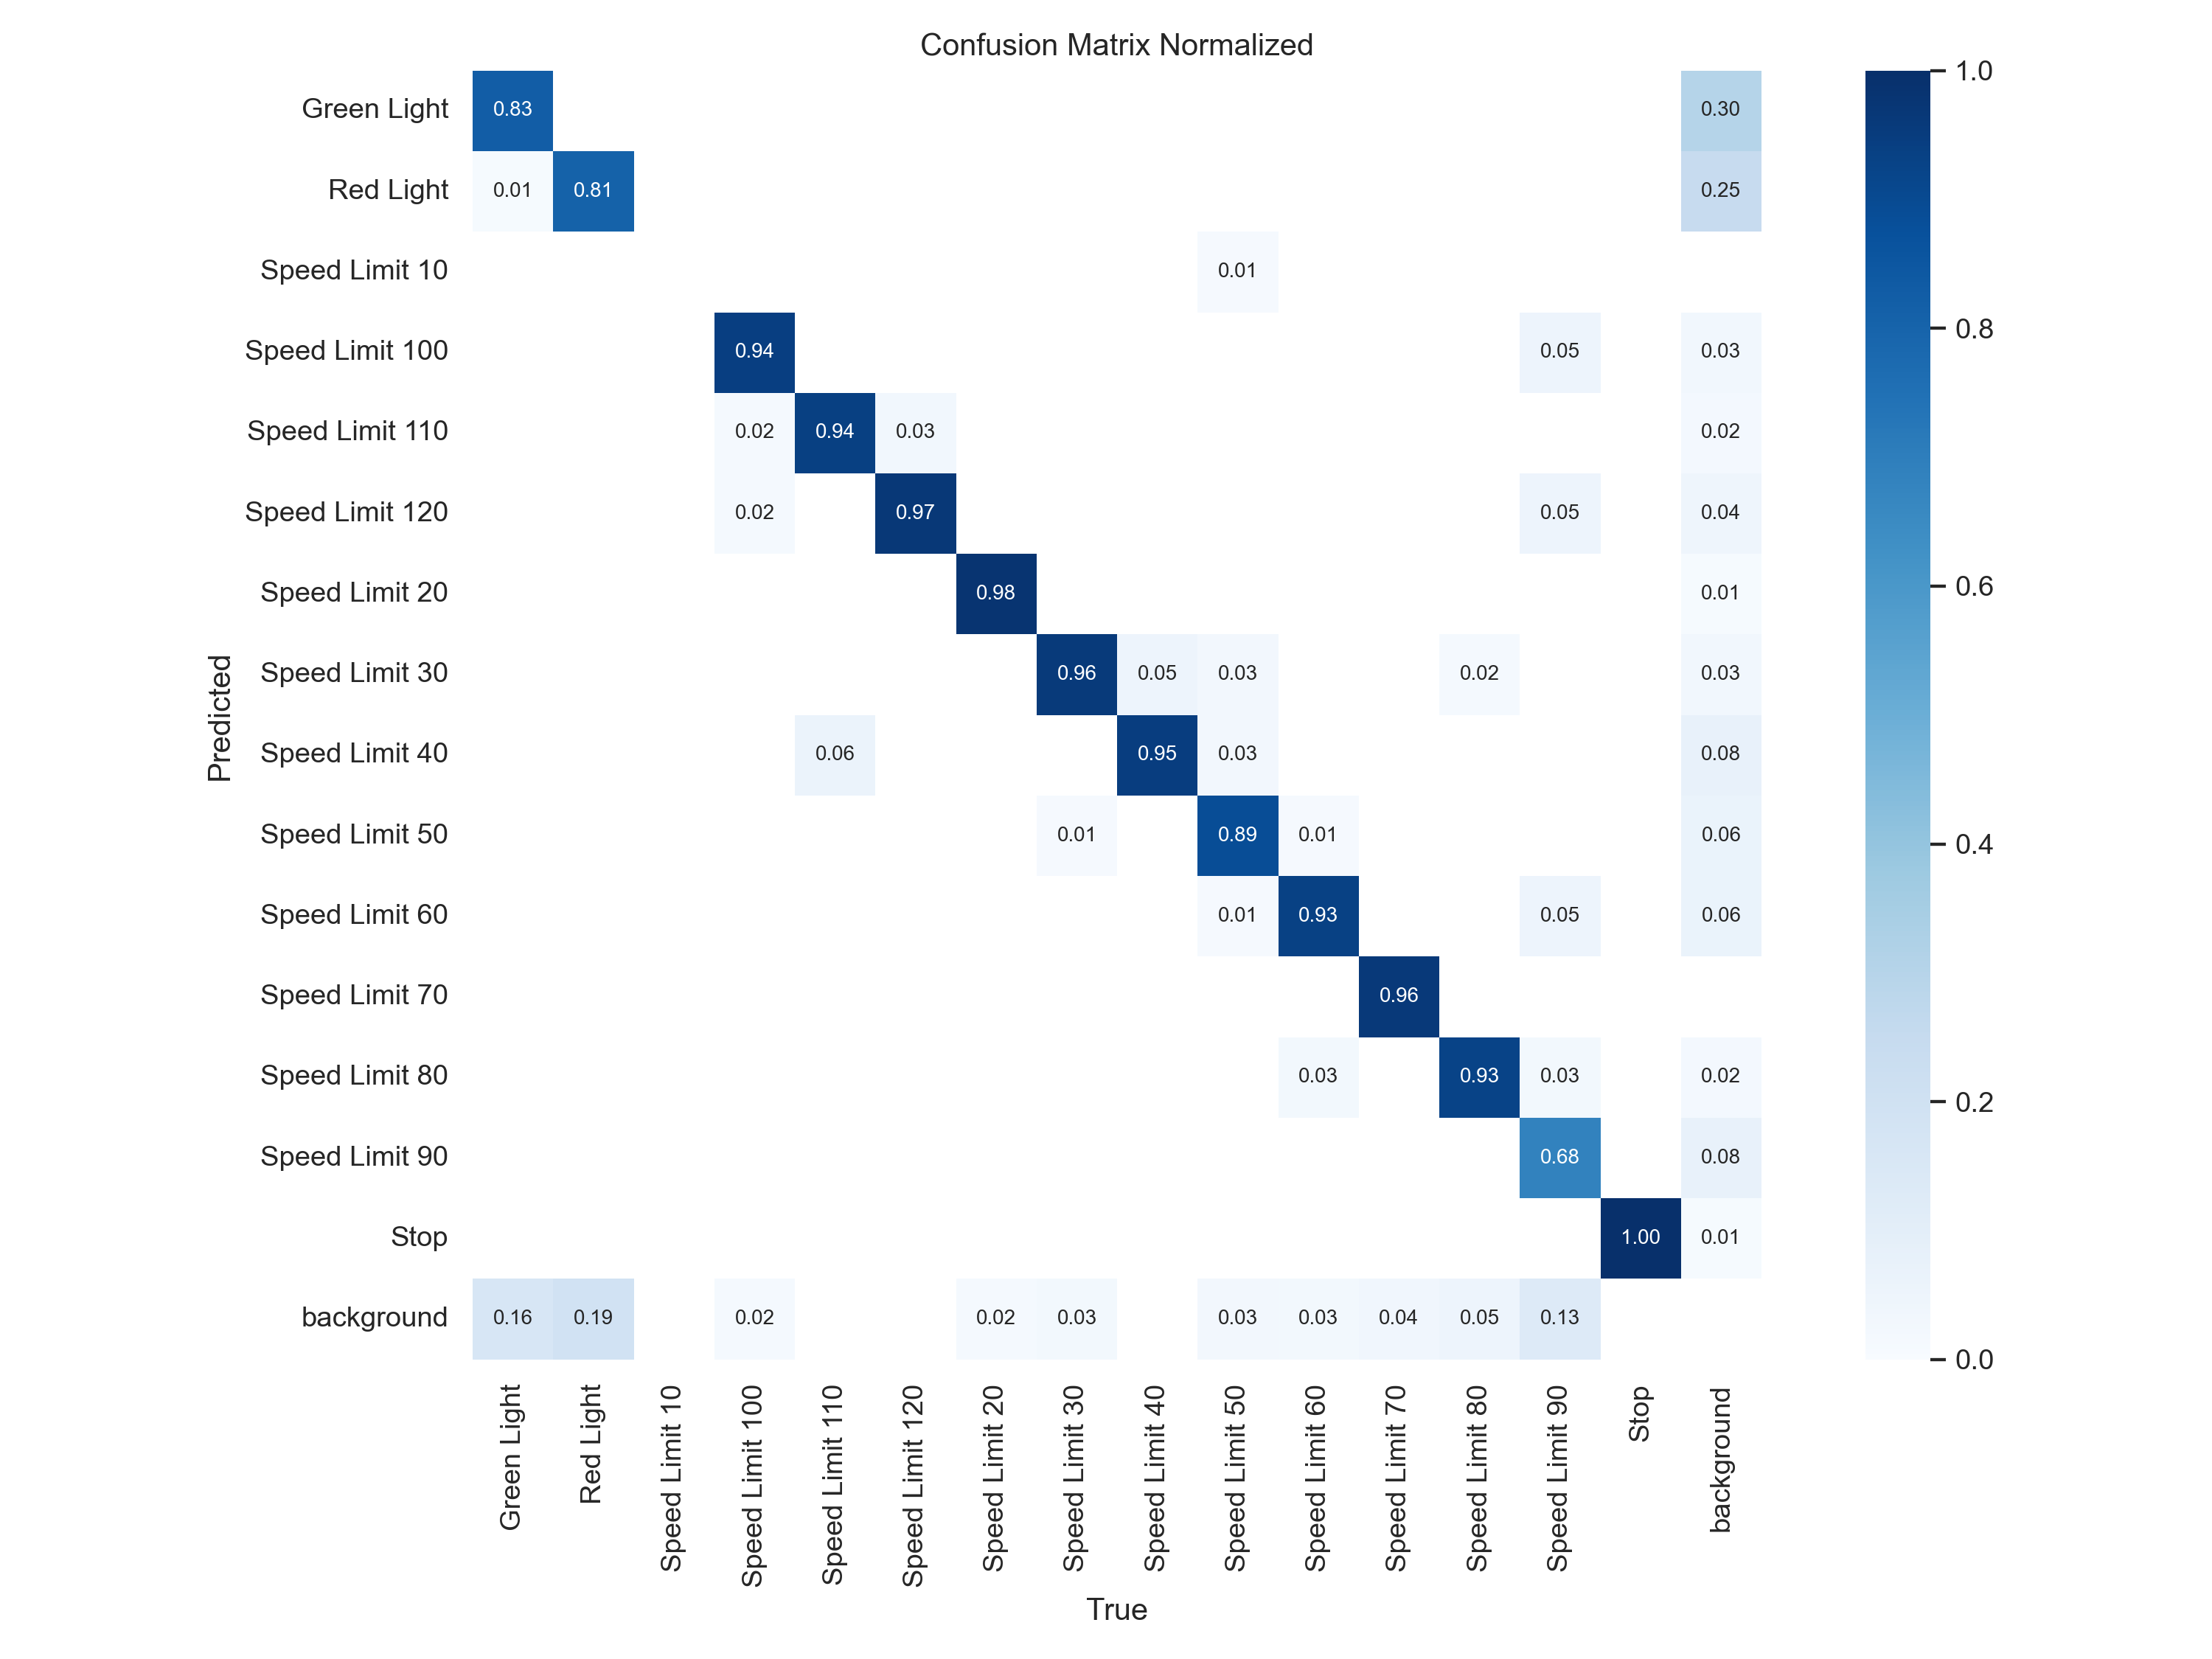 Confusion Matrix Normalized
Green Light 0.83 0.30
Red Light 0.01 0.81 0.25
Speed Limit 10 0.01
Speed Limit 100 0.94 0.05 0.03
Speed Limit 110 0.02 0.94 0.03 0.02
Speed Limit 120 0.02 0.97 0.05 0.04
Speed Limit 20 0.98 0.01
Speed Limit 30 0.96 0.05 0.03 0.02 0.03
Speed Limit 40 0.06 0.95 0.03 0.08
Speed Limit 50 0.01 0.89 0.01 0.06
Speed Limit 60 0.01 0.93 0.05 0.06
Speed Limit 70 0.96
Speed Limit 80 0.03 0.93 0.03 0.02
Speed Limit 90 0.68 0.08
Stop 1.00 0.01
background 0.16 0.19 0.02 0.02 0.03 0.03 0.03 0.04 0.05 0.13
Predicted
Green Light
Red Light
Speed Limit 10
Speed Limit 100
Speed Limit 110
Speed Limit 120
Speed Limit 20
Speed Limit 30
Speed Limit 40
Speed Limit 50
Speed Limit 60
Speed Limit 70
Speed Limit 80
Speed Limit 90
Stop
background
True
1.0
0.8
0.6
0.4
0.2
0.0